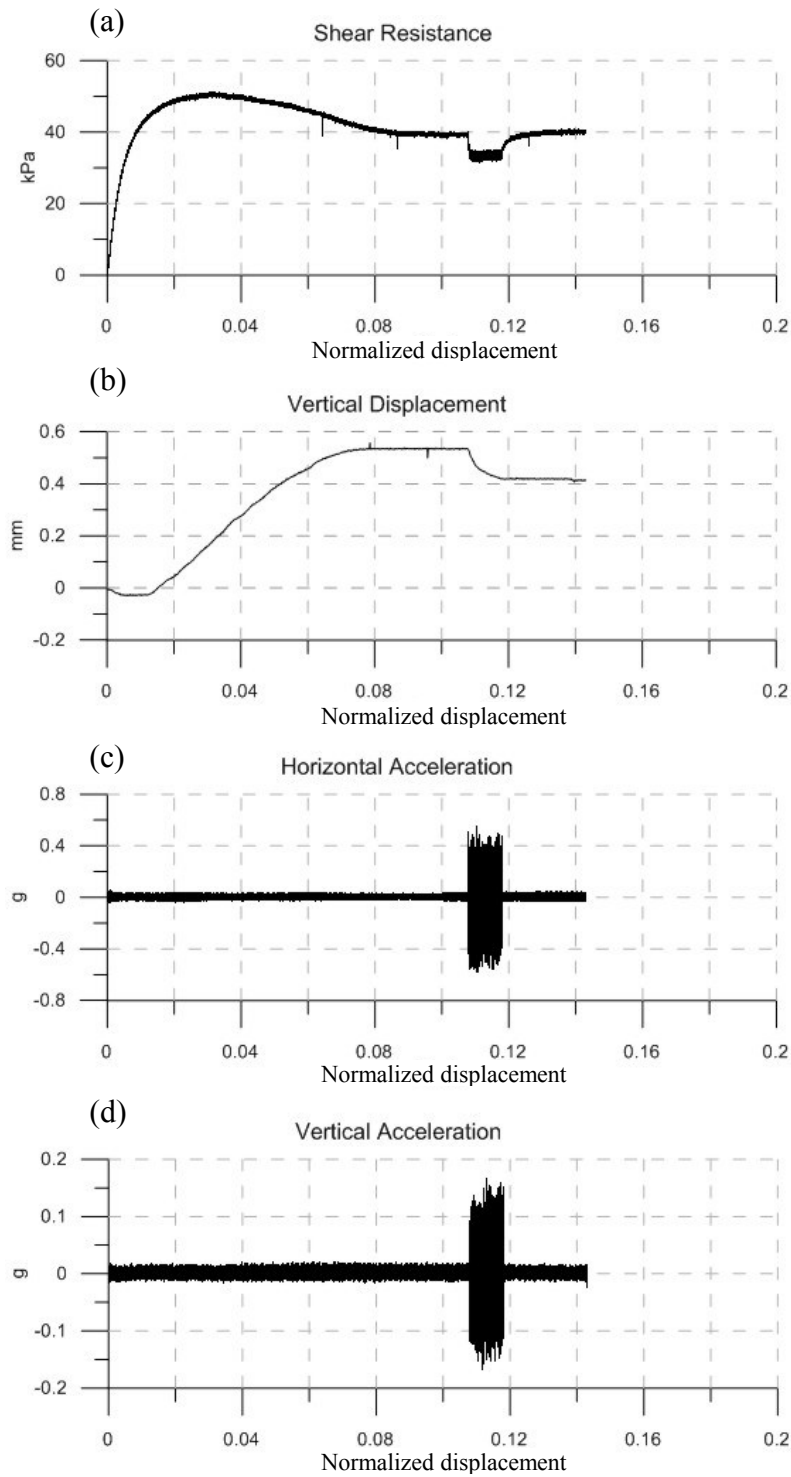 (a)
Shear Resistance
60
40
20
0
kPa
0 0.04 0.08 0.12 0.16 0.2
Normalized displacement
(b)
Vertical Displacement
0.6
0.4
0.2
0
-0.2
mm
0 0.04 0.08 0.12 0.16 0.2
Normalized displacement
(c)
Horizontal Acceleration
0.8
0.4
0
-0.4
-0.8
g
0 0.04 0.08 0.12 0.16 0.2
Normalized displacement
(d)
Vertical Acceleration
0.2
0.1
0
-0.1
-0.2
g
0 0.04 0.08 0.12 0.16 0.2
Normalized displacement